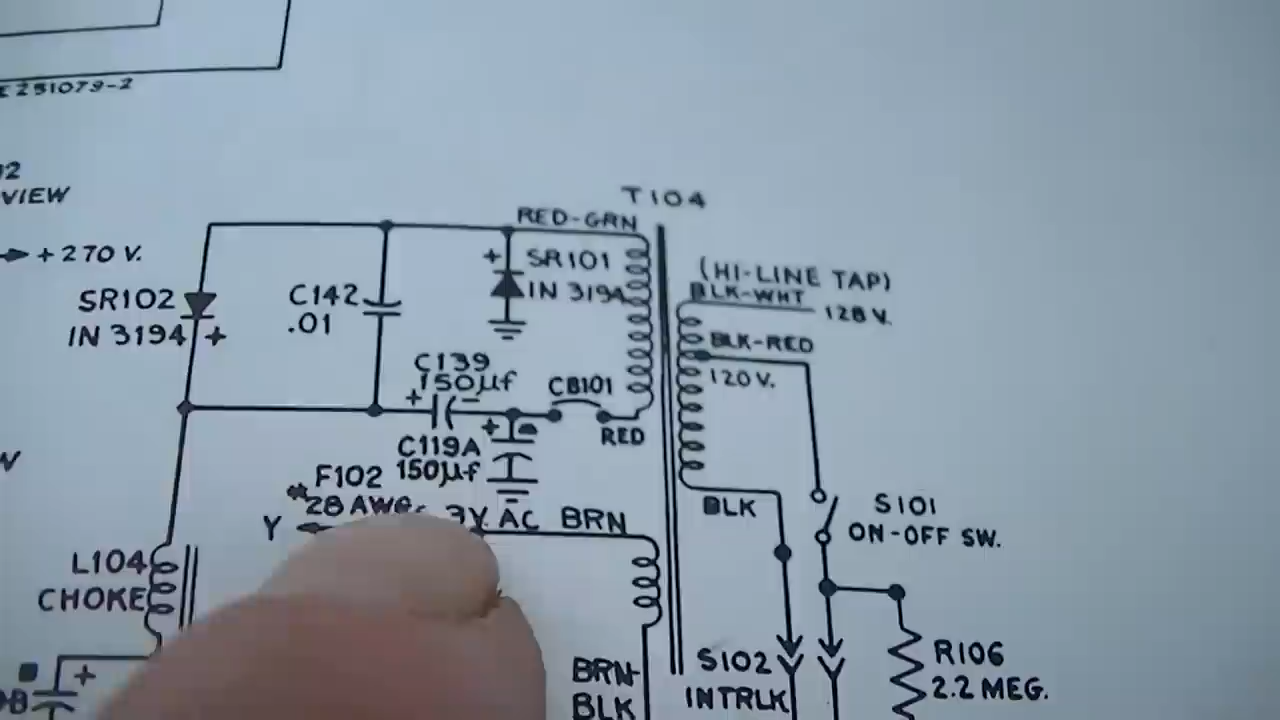 E251079-2
VIEW
+270 V.
T104
RED-GRN
SR101
IN 3194
+
SR102
IN 3194 +
C142
.01
(HI-LINE TAP)
BLK-WHT
128 V.
BLK-RED
120 V.
C139
150µf
+ -
CB101
RED
C119A
150µf
+
F102
*28 AWG
Y
3V. AC BRN
BLK
S101
ON-OFF SW.
L104
CHOKE
BRN-
BLK
S102
INTRLK
R106
2.2 MEG.
+